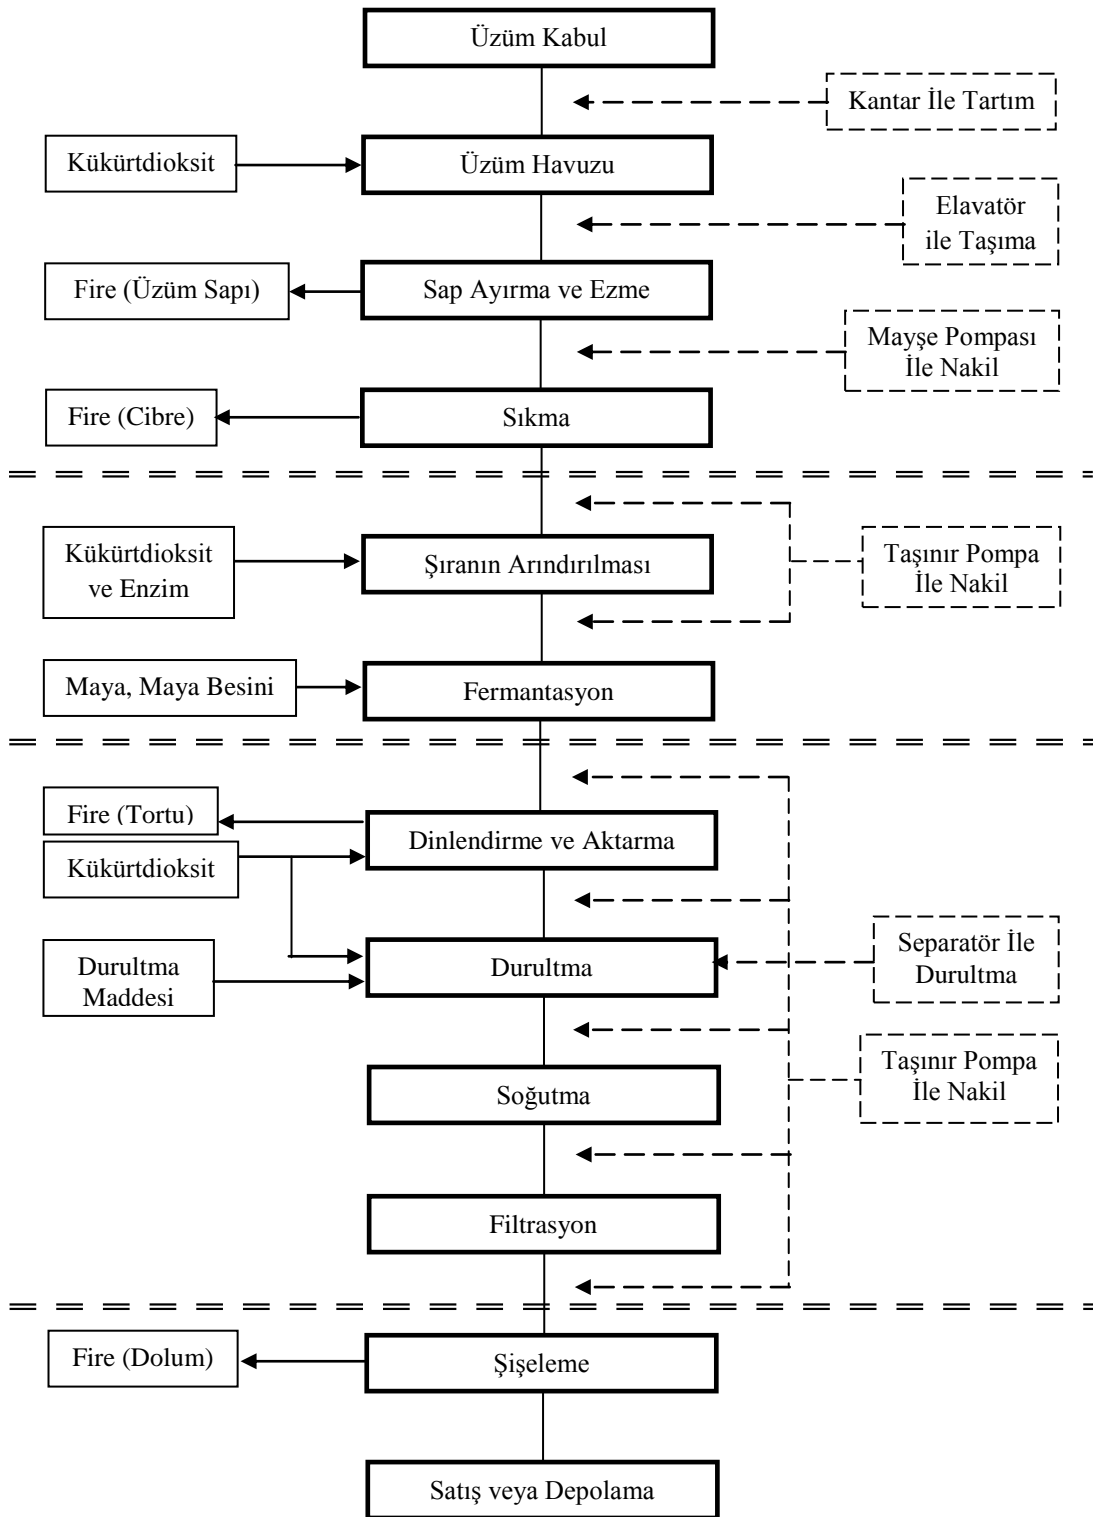 Üzüm Kabul
Kantar İle Tartım
Kükürtdioksit
Üzüm Havuzu
Elavatör
ile Taşıma
Fire (Üzüm Sapı)
Sap Ayırma ve Ezme
Mayşe Pompası
İle Nakil
Fire (Cibre)
Sıkma
Kükürtdioksit
ve Enzim
Şıranın Arındırılması
Taşınır Pompa
İle Nakil
Maya, Maya Besini
Fermantasyon
Fire (Tortu)
Dinlendirme ve Aktarma
Kükürtdioksit
Durultma
Maddesi
Durultma
Separatör İle
Durultma
Soğutma
Taşınır Pompa
İle Nakil
Filtrasyon
Fire (Dolum)
Şişeleme
Satış veya Depolama